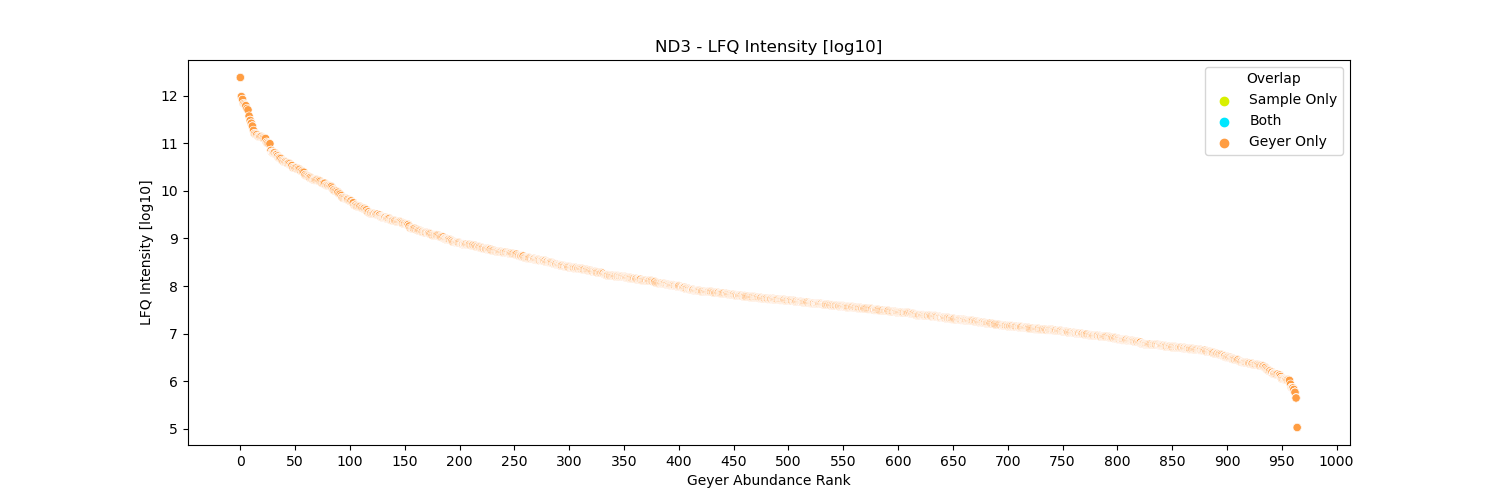 ND3 - LFQ Intensity [log10]
Overlap
Sample Only
Both
Geyer Only
LFQ Intensity [log10]
12
11
10
9
8
7
6
5
0 50 100 150 200 250 300 350 400 450 500 550 600 650 700 750 800 850 900 950 1000
Geyer Abundance Rank